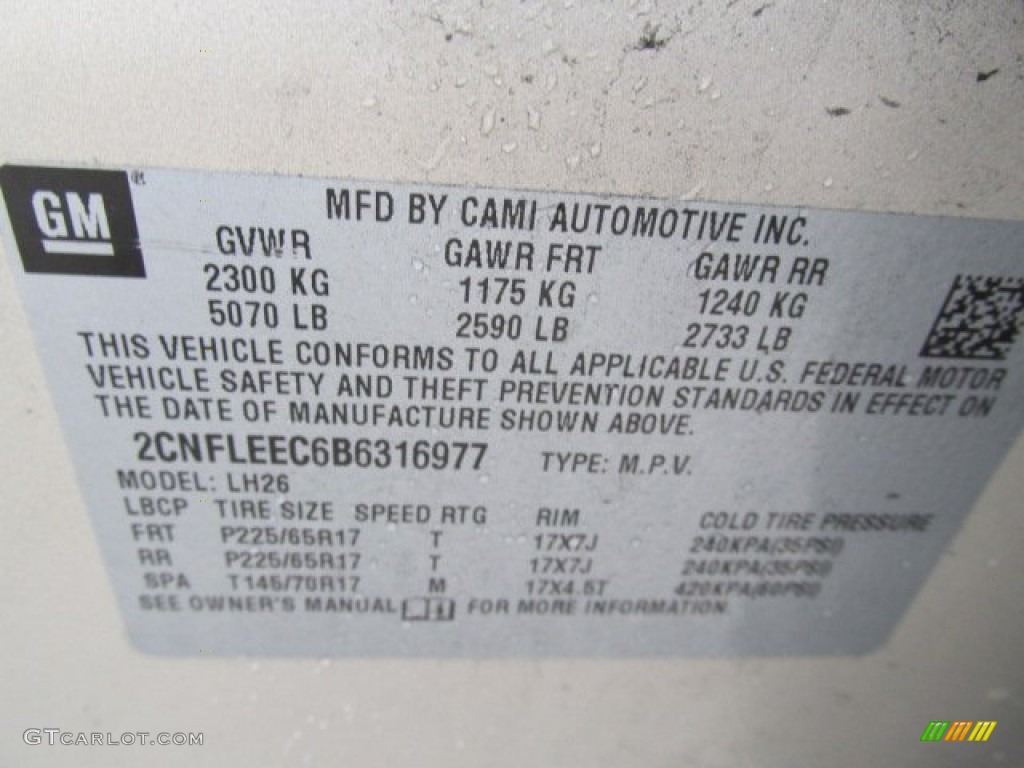 GM®
MFD BY CAMI AUTOMOTIVE INC.
GVWR GAWR FRT GAWR RR
2300 KG 1175 KG 1240 KG
5070 LB 2590 LB 2733 LB
THIS VEHICLE CONFORMS TO ALL APPLICABLE U.S. FEDERAL MOTOR
VEHICLE SAFETY AND THEFT PREVENTION STANDARDS IN EFFECT ON
THE DATE OF MANUFACTURE SHOWN ABOVE.
2CNFLEEC6B6316977 TYPE: M.P.V.
MODEL: LH26
LBCP TIRE SIZE SPEED RTG RIM COLD TIRE PRESSURE
FRT P225/65R17 T 17X7J 240KPA(35PSI)
RR P225/65R17 T 17X7J 240KPA(35PSI)
SPA T145/70R17 M 17X4.5T 420KPA(60PSI)
SEE OWNER'S MANUAL FOR MORE INFORMATION
GTCARLOT.COM